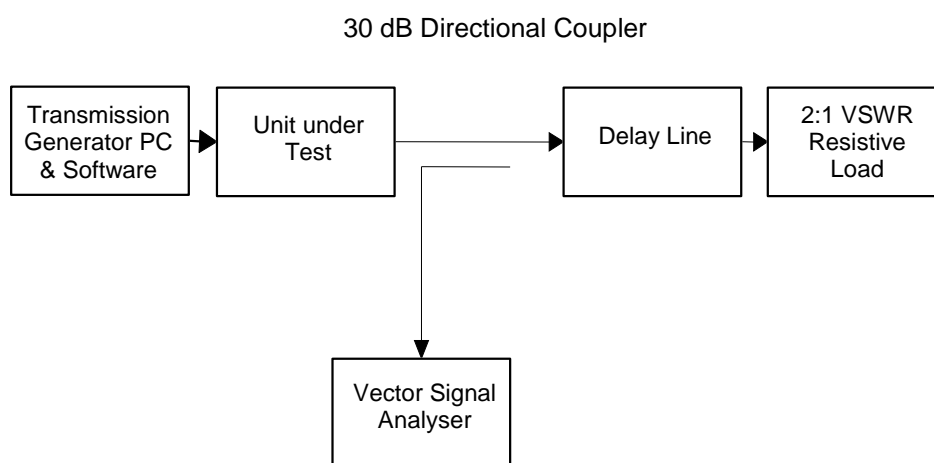 30 dB Directional Coupler
Transmission
Generator PC
& Software
Unit under
Test
Delay Line
2:1 VSWR
Resistive
Load
Vector Signal
Analyser